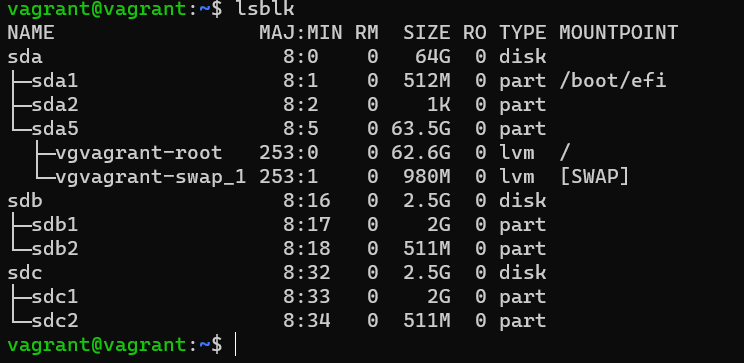 vagrant@vagrant:~$ lsblk
NAME                 MAJ:MIN RM  SIZE RO TYPE MOUNTPOINT
sda                    8:0    0   64G  0 disk
├─sda1                 8:1    0  512M  0 part /boot/efi
├─sda2                 8:2    0    1K  0 part
└─sda5                 8:5    0 63.5G  0 part
  ├─vgvagrant-root   253:0    0 62.6G  0 lvm  /
  └─vgvagrant-swap_1 253:1    0  980M  0 lvm  [SWAP]
sdb                    8:16   0  2.5G  0 disk
├─sdb1                 8:17   0    2G  0 part
└─sdb2                 8:18   0  511M  0 part
sdc                    8:32   0  2.5G  0 disk
├─sdc1                 8:33   0    2G  0 part
└─sdc2                 8:34   0  511M  0 part
vagrant@vagrant:~$